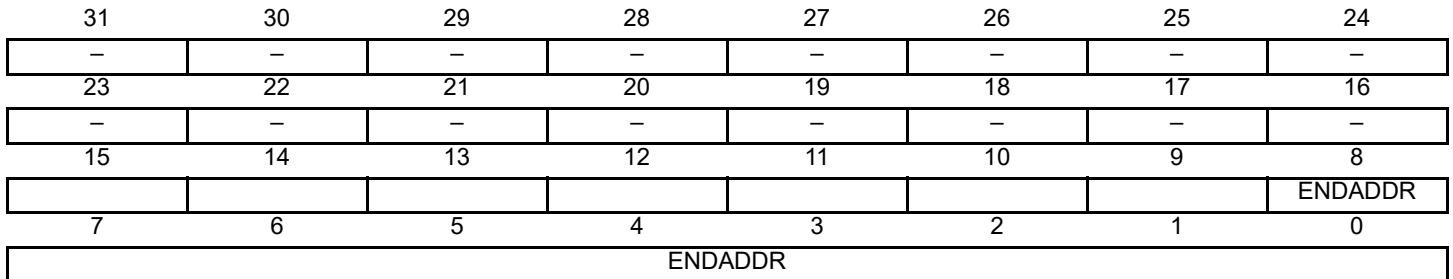 31 30 29 28 27 26 25 24
– – – – – – – –
23 22 21 20 19 18 17 16
– – – – – – – –
15 14 13 12 11 10 9 8
ENDADDR
7 6 5 4 3 2 1 0
ENDADDR